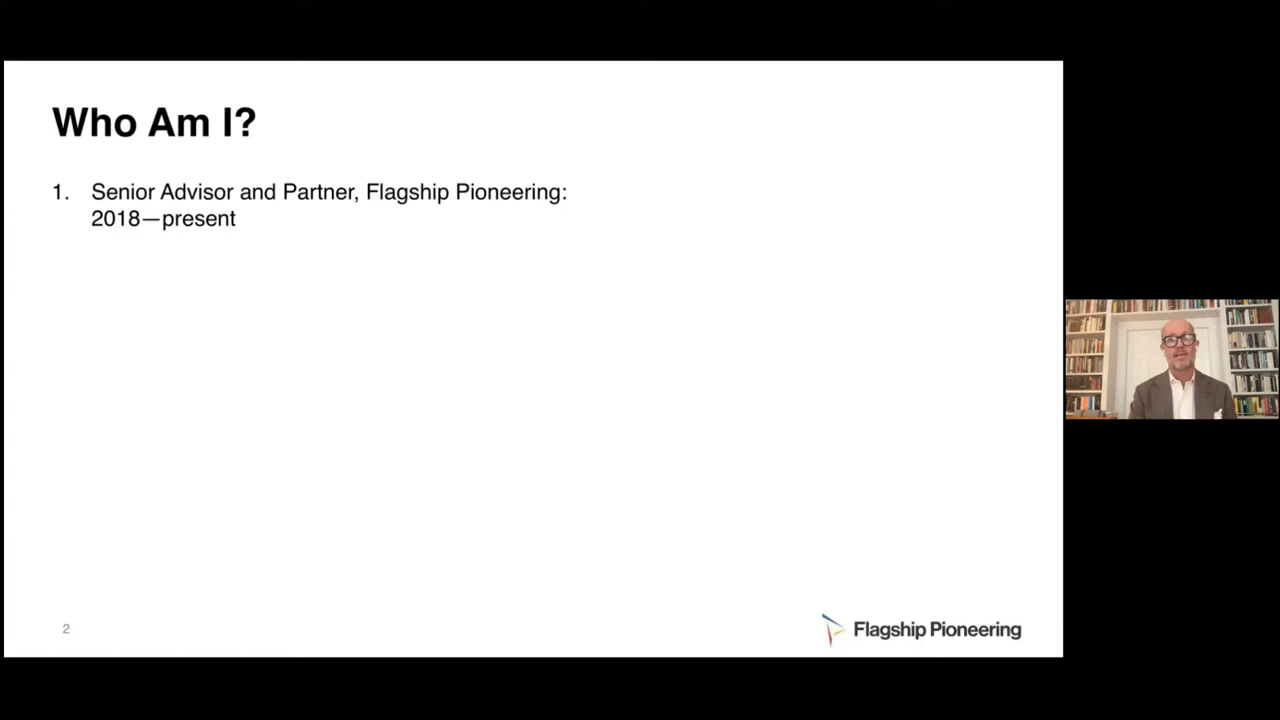 Who Am I?
1. Senior Advisor and Partner, Flagship Pioneering:
2018—present
2
Flagship Pioneering